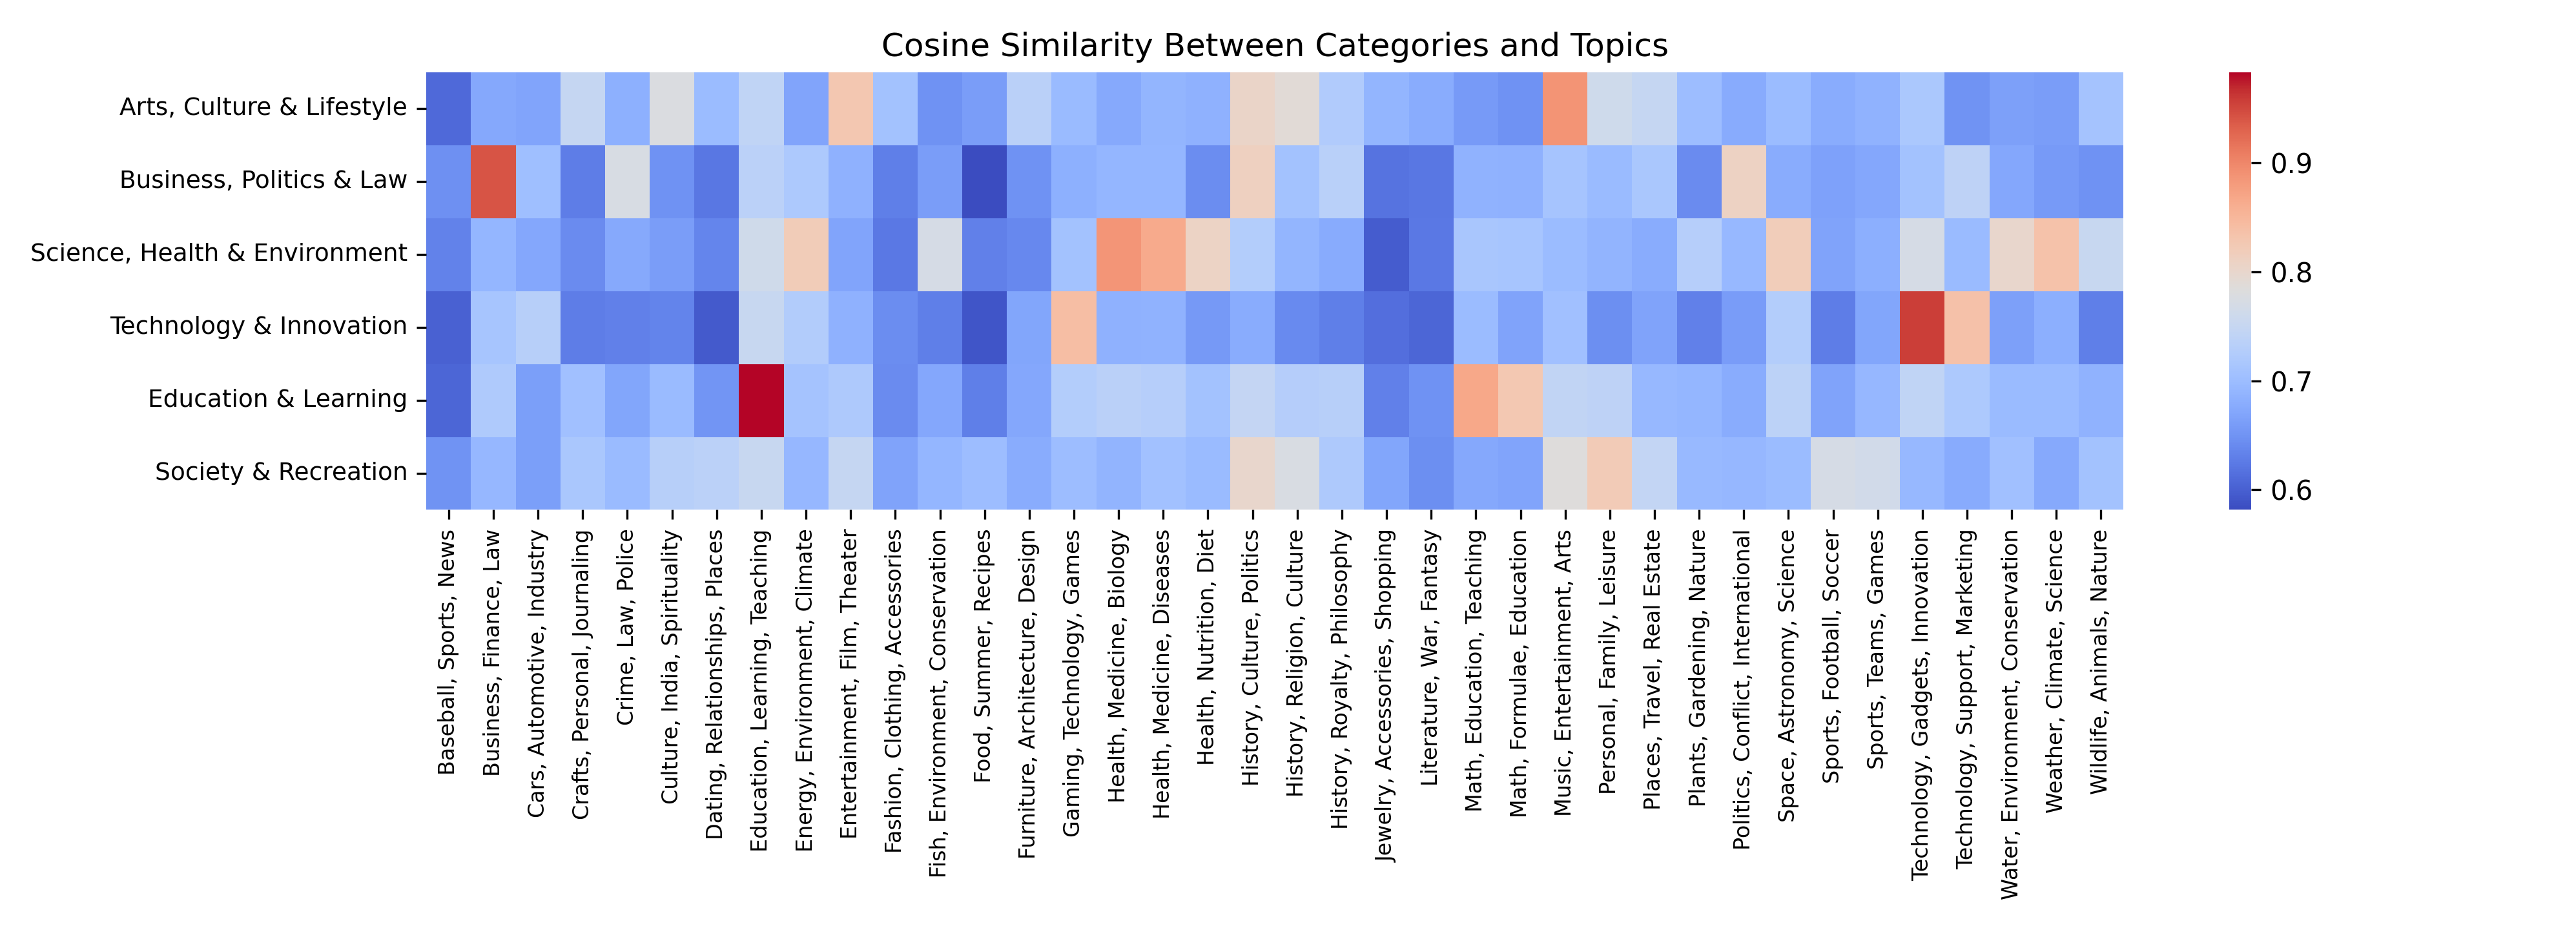 Cosine Similarity Between Categories and Topics
Arts, Culture & Lifestyle
Business, Politics & Law
Science, Health & Environment
Technology & Innovation
Education & Learning
Society & Recreation
Baseball, Sports, News
Business, Finance, Law
Cars, Automotive, Industry
Crafts, Personal, Journaling
Crime, Law, Police
Culture, India, Spirituality
Dating, Relationships, Places
Education, Learning, Teaching
Energy, Environment, Climate
Entertainment, Film, Theater
Fashion, Clothing, Accessories
Fish, Environment, Conservation
Food, Summer, Recipes
Furniture, Architecture, Design
Gaming, Technology, Games
Health, Medicine, Biology
Health, Medicine, Diseases
Health, Nutrition, Diet
History, Culture, Politics
History, Religion, Culture
History, Royalty, Philosophy
Jewelry, Accessories, Shopping
Literature, War, Fantasy
Math, Education, Teaching
Math, Formulae, Education
Music, Entertainment, Arts
Personal, Family, Leisure
Places, Travel, Real Estate
Plants, Gardening, Nature
Politics, Conflict, International
Space, Astronomy, Science
Sports, Football, Soccer
Sports, Teams, Games
Technology, Gadgets, Innovation
Technology, Support, Marketing
Water, Environment, Conservation
Weather, Climate, Science
Wildlife, Animals, Nature
0.9
0.8
0.7
0.6